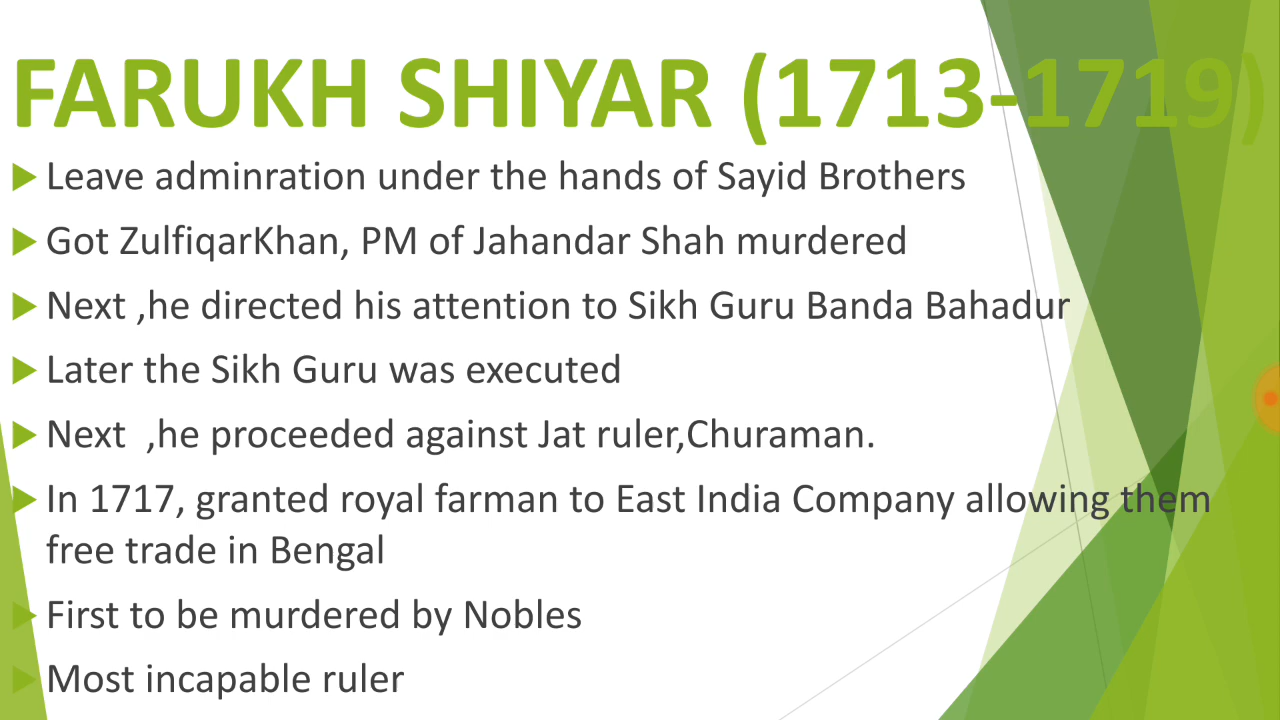 FARUKH SHIYAR (1713-1719)
Leave adminration under the hands of Sayid Brothers
Got ZulfiqarKhan, PM of Jahandar Shah murdered
Next ,he directed his attention to Sikh Guru Banda Bahadur
Later the Sikh Guru was executed
Next  ,he proceeded against Jat ruler,Churaman.
In 1717, granted royal farman to East India Company allowing them
free trade in Bengal
First to be murdered by Nobles
Most incapable ruler